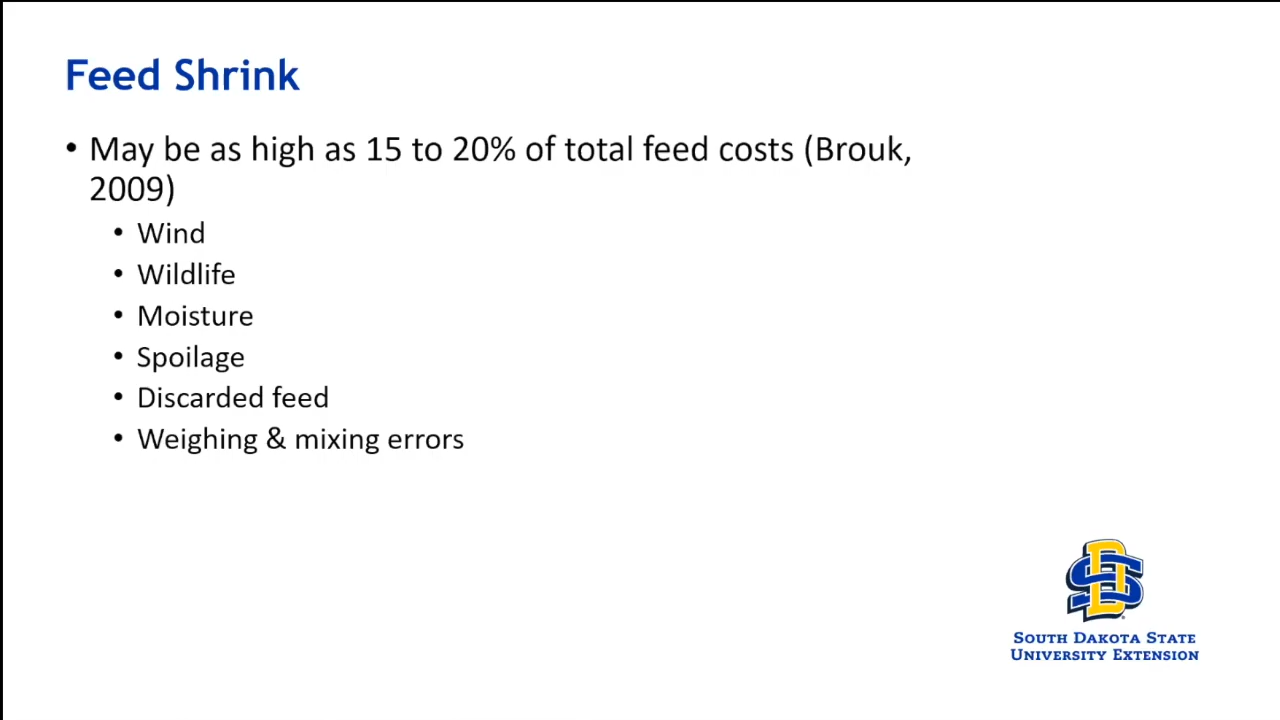 Feed Shrink
• May be as high as 15 to 20% of total feed costs (Brouk,
2009)
• Wind
• Wildlife
• Moisture
• Spoilage
• Discarded feed
• Weighing & mixing errors
SD
SOUTH DAKOTA STATE
UNIVERSITY EXTENSION